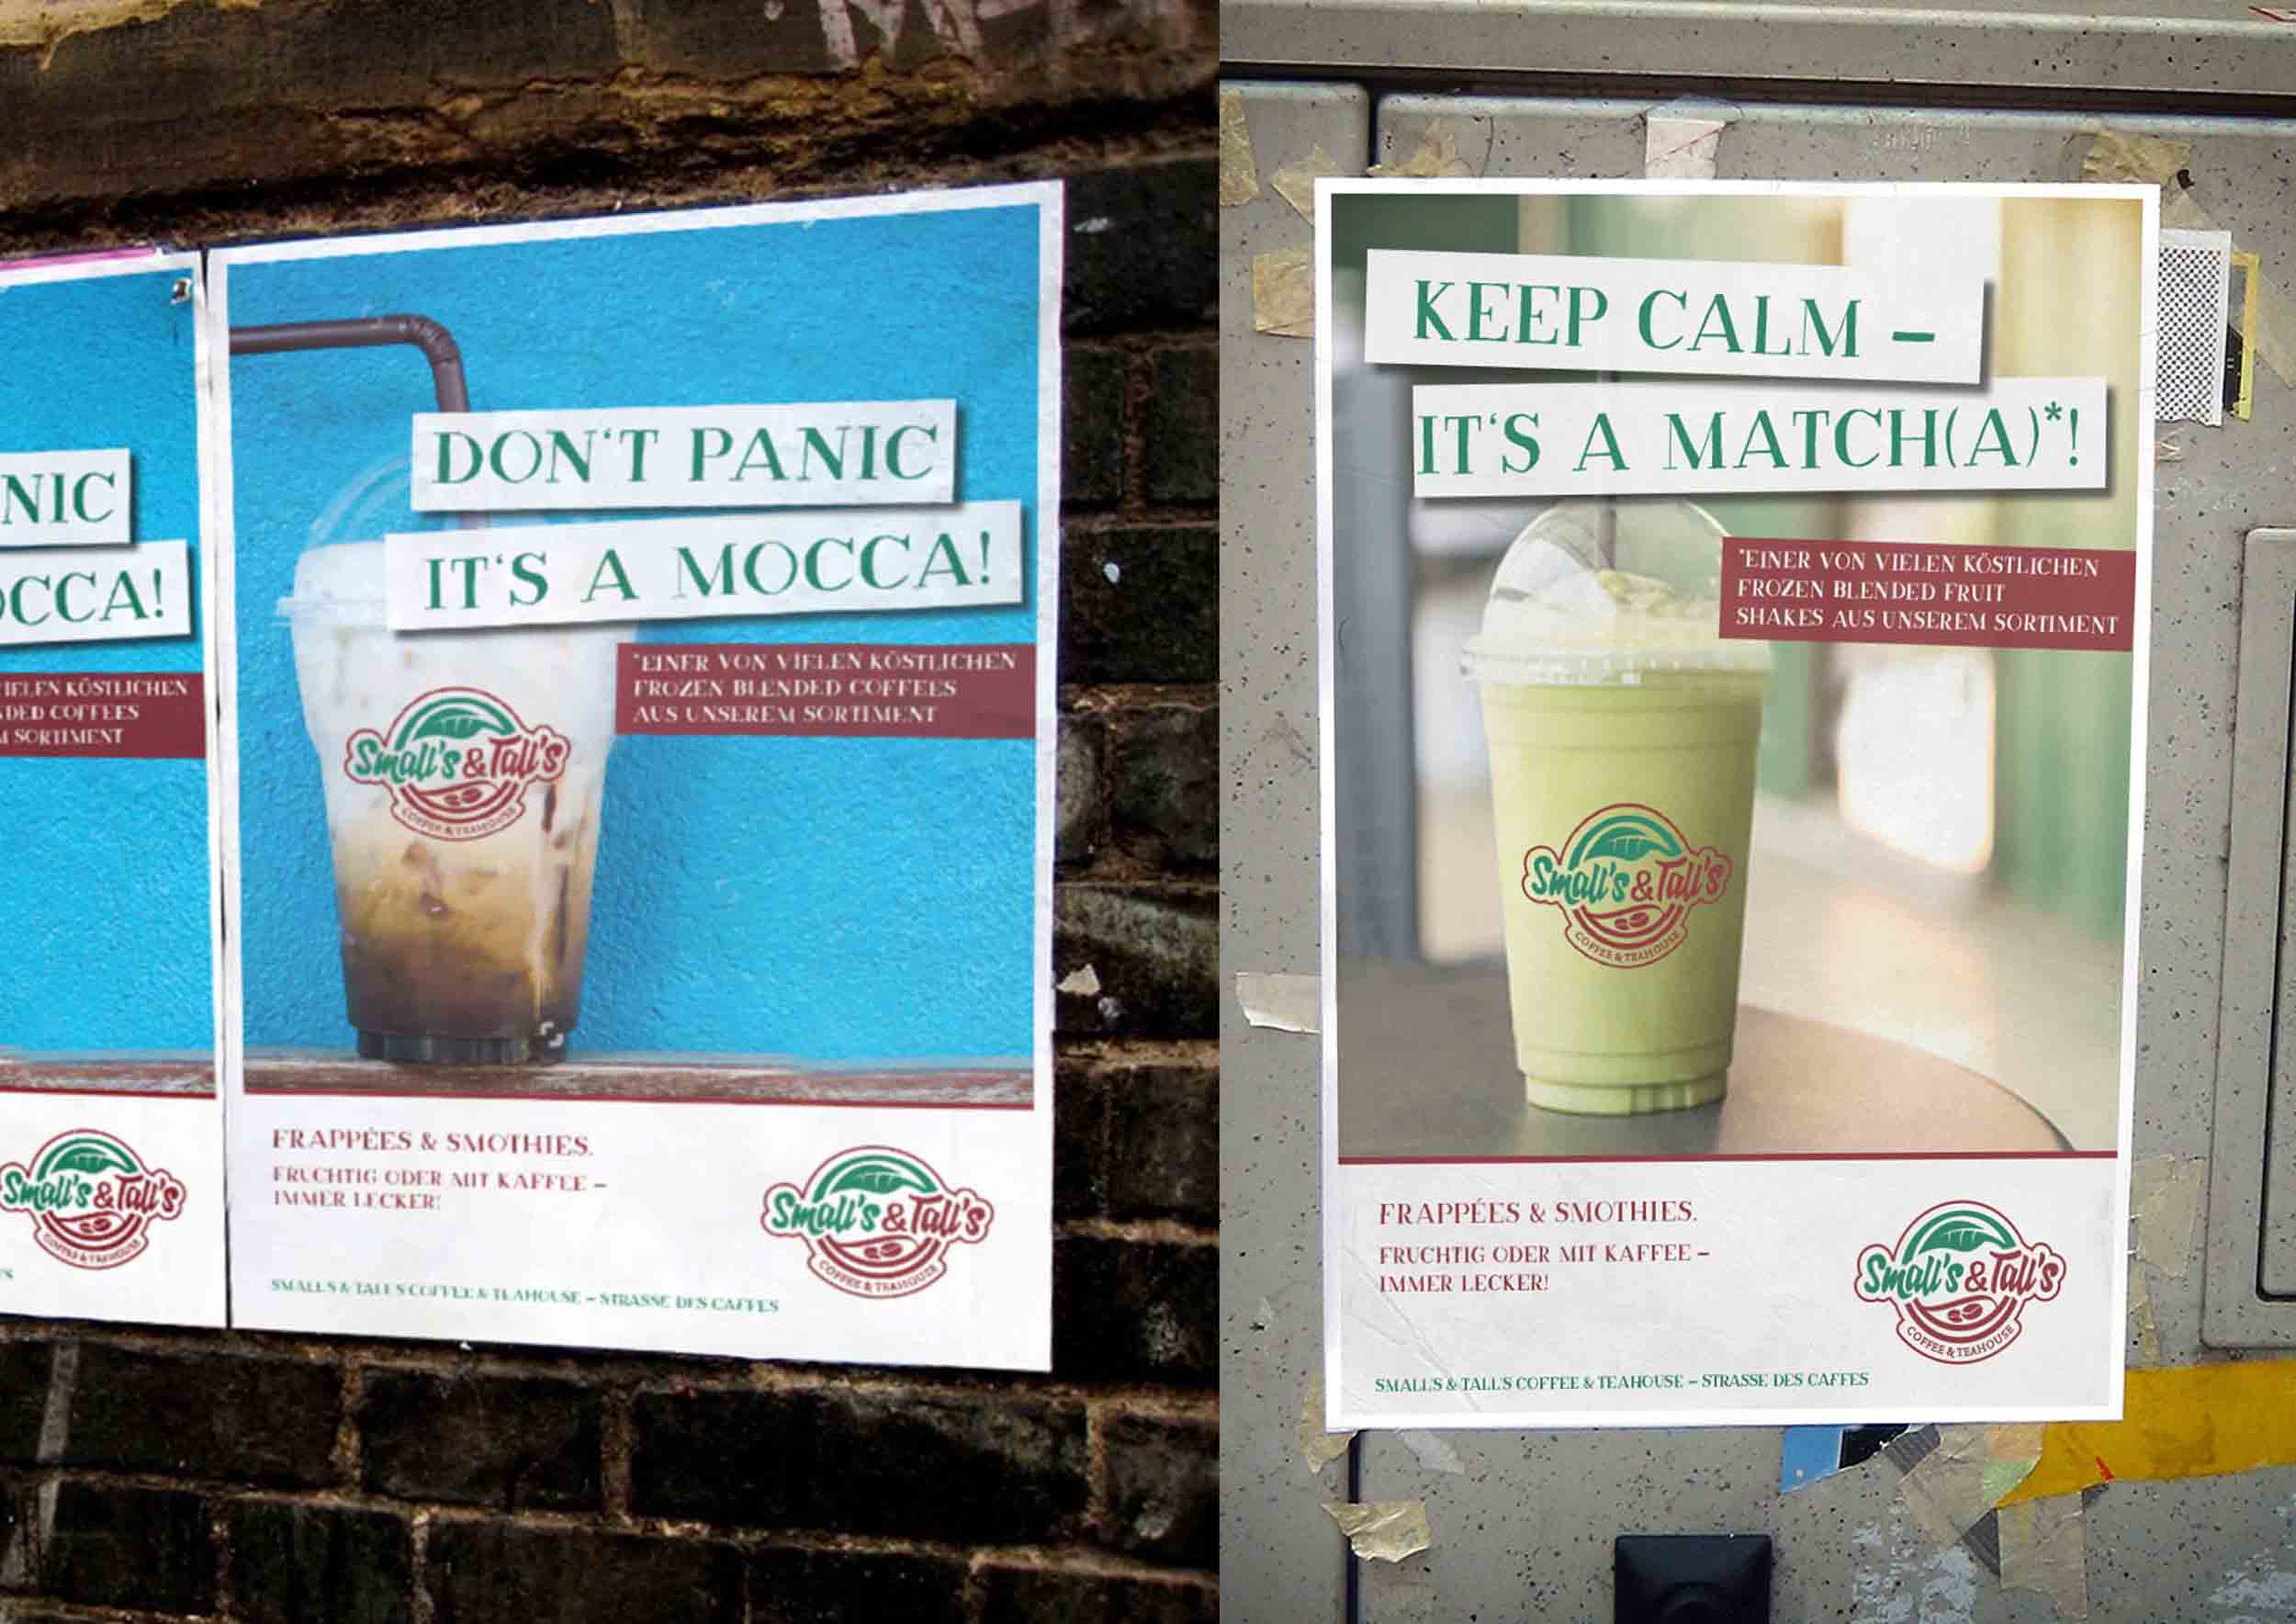 NIC
OCCA!
IELEN KÖSTLICHEN
NDED COFFEES
M SORTIMENT
Small's & Tall's
COFFEE & TEAHOUSE
DON‘T PANIC
IT‘S A MOCCA!
*EINER VON VIELEN KÖSTLICHEN
FROZEN BLENDED COFFEES
AUS UNSEREM SORTIMENT
Small's & Tall's
COFFEE & TEAHOUSE
FRAPPÉES & SMOTHIES.
FRUCHTIG ODER MIT KAFFEE –
IMMER LECKER!
Small's & Tall's
COFFEE & TEAHOUSE
SMALL'S & TALL'S COFFEE & TEAHOUSE – STRASSE DES CAFFES
KEEP CALM –
IT‘S A MATCH(A)*!
*EINER VON VIELEN KÖSTLICHEN
FROZEN BLENDED FRUIT
SHAKES AUS UNSEREM SORTIMENT
Small's & Tall's
COFFEE & TEAHOUSE
FRAPPÉES & SMOTHIES.
FRUCHTIG ODER MIT KAFFEE –
IMMER LECKER!
Small's & Tall's
COFFEE & TEAHOUSE
SMALL'S & TALL'S COFFEE & TEAHOUSE – STRASSE DES CAFFES